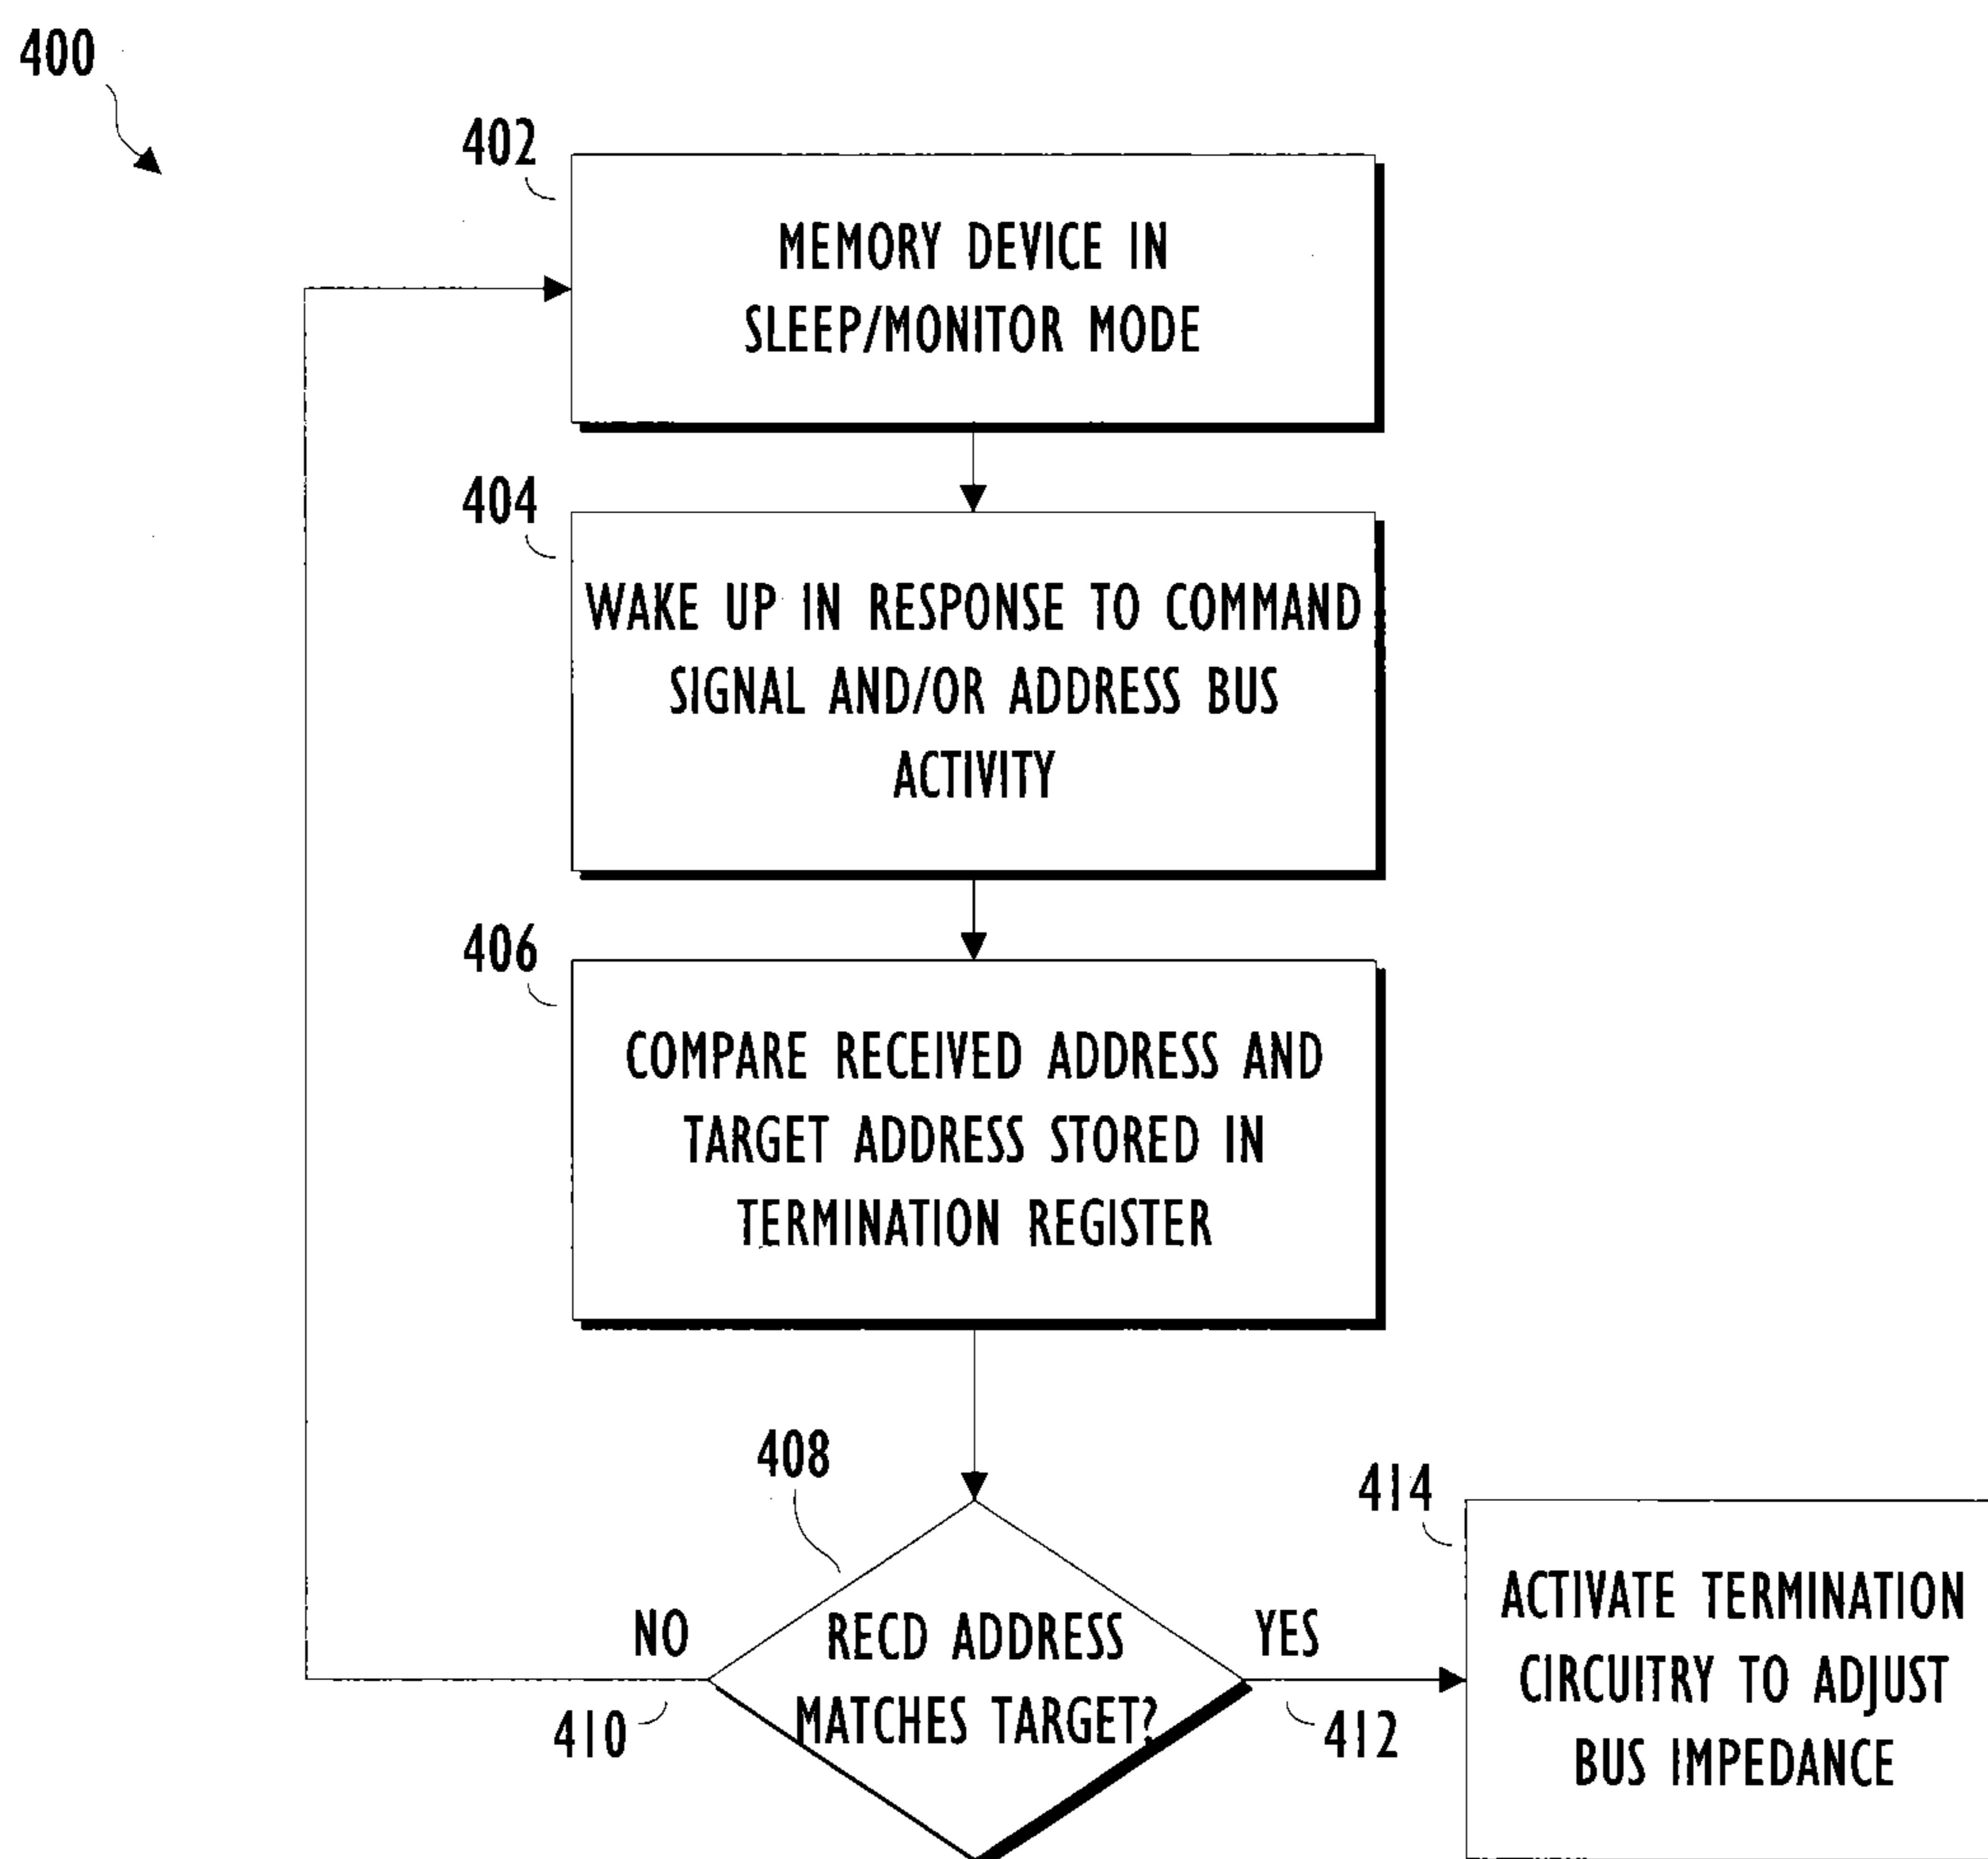 400
402
MEMORY DEVICE IN
SLEEP/MONITOR MODE
404
WAKE UP IN RESPONSE TO COMMAND
SIGNAL AND/OR ADDRESS BUS
ACTIVITY
406
COMPARE RECEIVED ADDRESS AND
TARGET ADDRESS STORED IN
TERMINATION REGISTER
408
RECD ADDRESS
MATCHES TARGET?
NO
410
YES
412
414
ACTIVATE TERMINATION
CIRCUITRY TO ADJUST
BUS IMPEDANCE